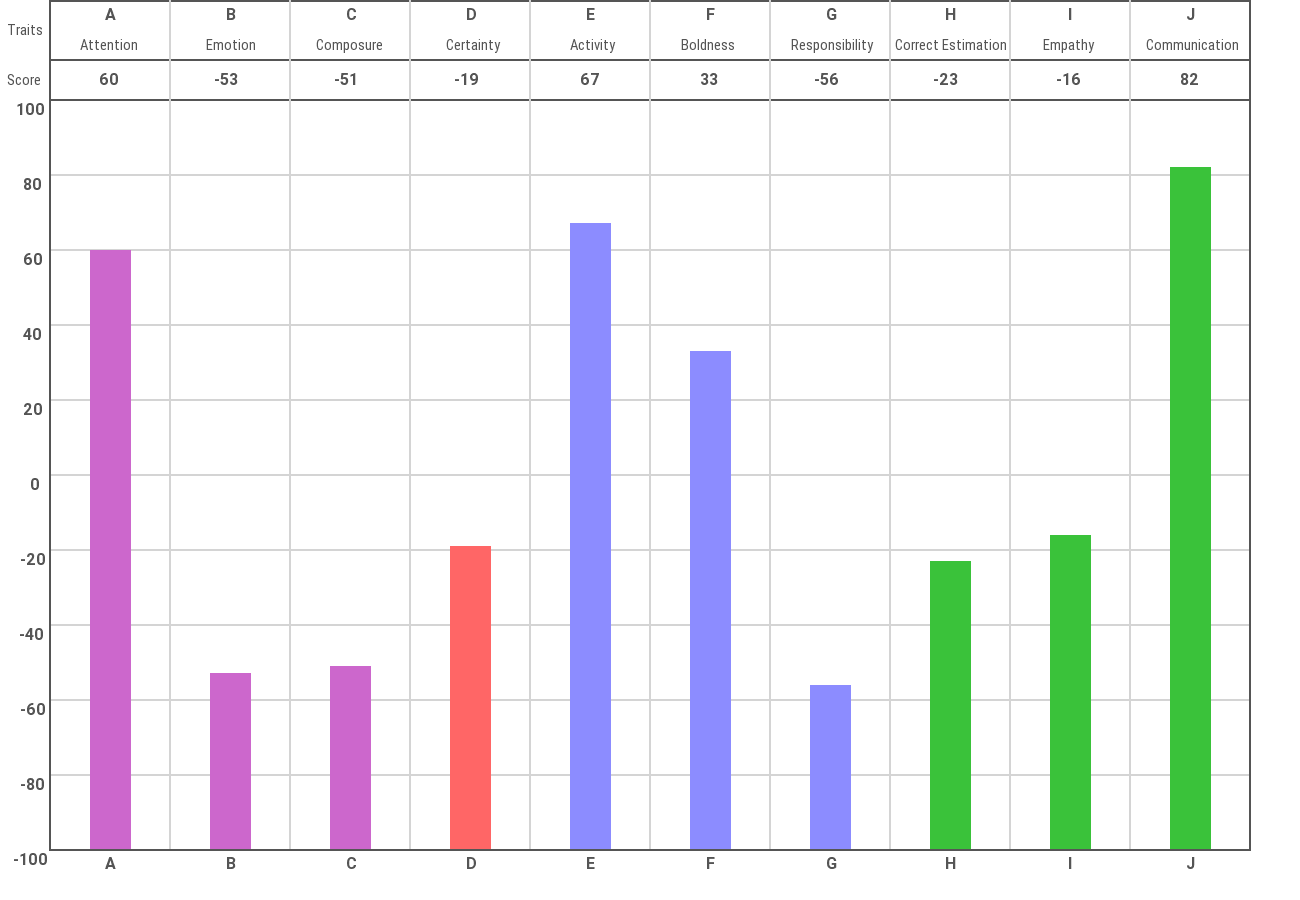 Traits A B C D E F G H I J
Attention Emotion Composure Certainty Activity Boldness Responsibility Correct Estimation Empathy Communication
Score 60 -53 -51 -19 67 33 -56 -23 -16 82
100
80
60
40
20
0
-20
-40
-60
-80
-100
A B C D E F G H I J